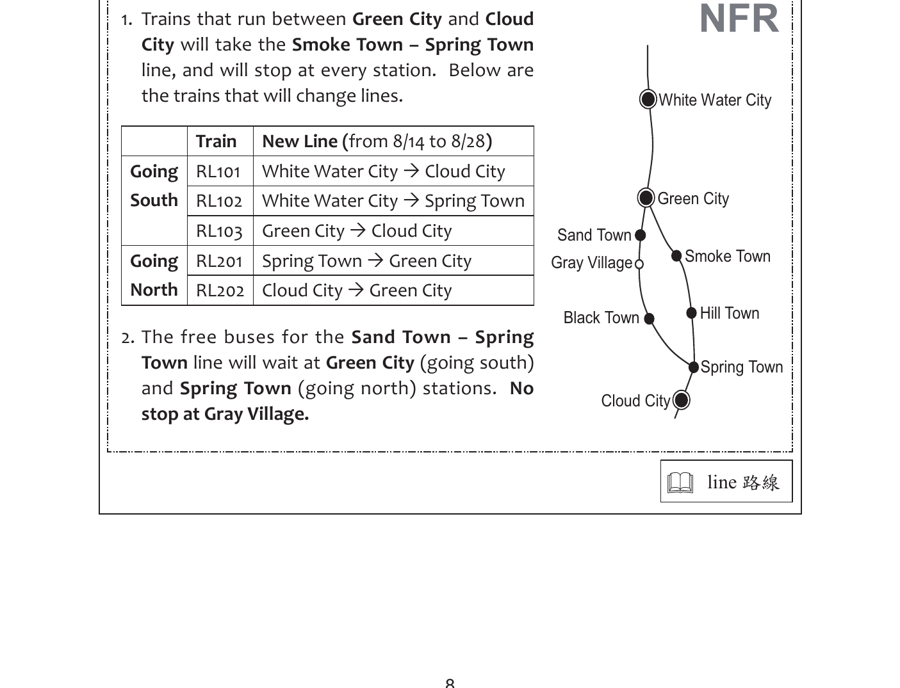 1. Trains that run between Green City and Cloud
City will take the Smoke Town – Spring Town
line, and will stop at every station. Below are
the trains that will change lines.
Train New Line (from 8/14 to 8/28)
Going South
RL101 White Water City → Cloud City
RL102 White Water City → Spring Town
RL103 Green City → Cloud City
Going North
RL201 Spring Town → Green City
RL202 Cloud City → Green City
2. The free buses for the Sand Town – Spring
Town line will wait at Green City (going south)
and Spring Town (going north) stations. No
stop at Gray Village.
NFR
White Water City
Green City
Sand Town
Smoke Town
Gray Village
Hill Town
Black Town
Spring Town
Cloud City
line 路線
8